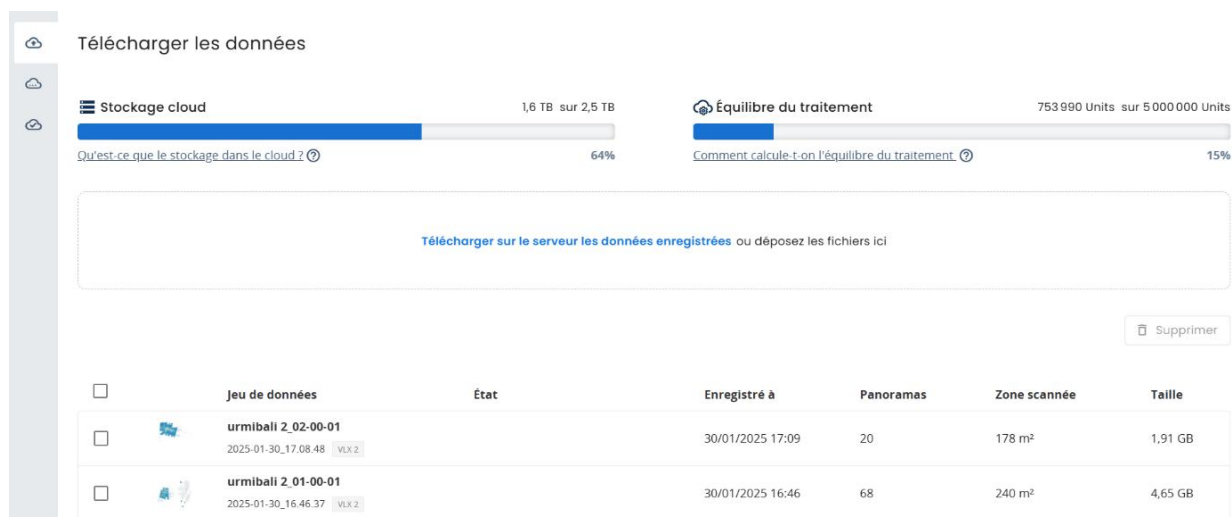 Télécharger les données
Stockage cloud 1,6 TB sur 2,5 TB
Qu'est-ce que le stockage dans le cloud ? 64%
Équilibre du traitement 753 990 Units sur 5 000 000 Units
Comment calcule-t-on l'équilibre du traitement 15%
Télécharger sur le serveur les données enregistrées ou déposez les fichiers ici
Supprimer
Jeu de données État Enregistré à Panoramas Zone scannée Taille
urmibali 2_02-00-01
2025-01-30_17.08.48 VLX 2 30/01/2025 17:09 20 178 m² 1,91 GB
urmibali 2_01-00-01
2025-01-30_16.46.37 VLX 2 30/01/2025 16:46 68 240 m² 4,65 GB